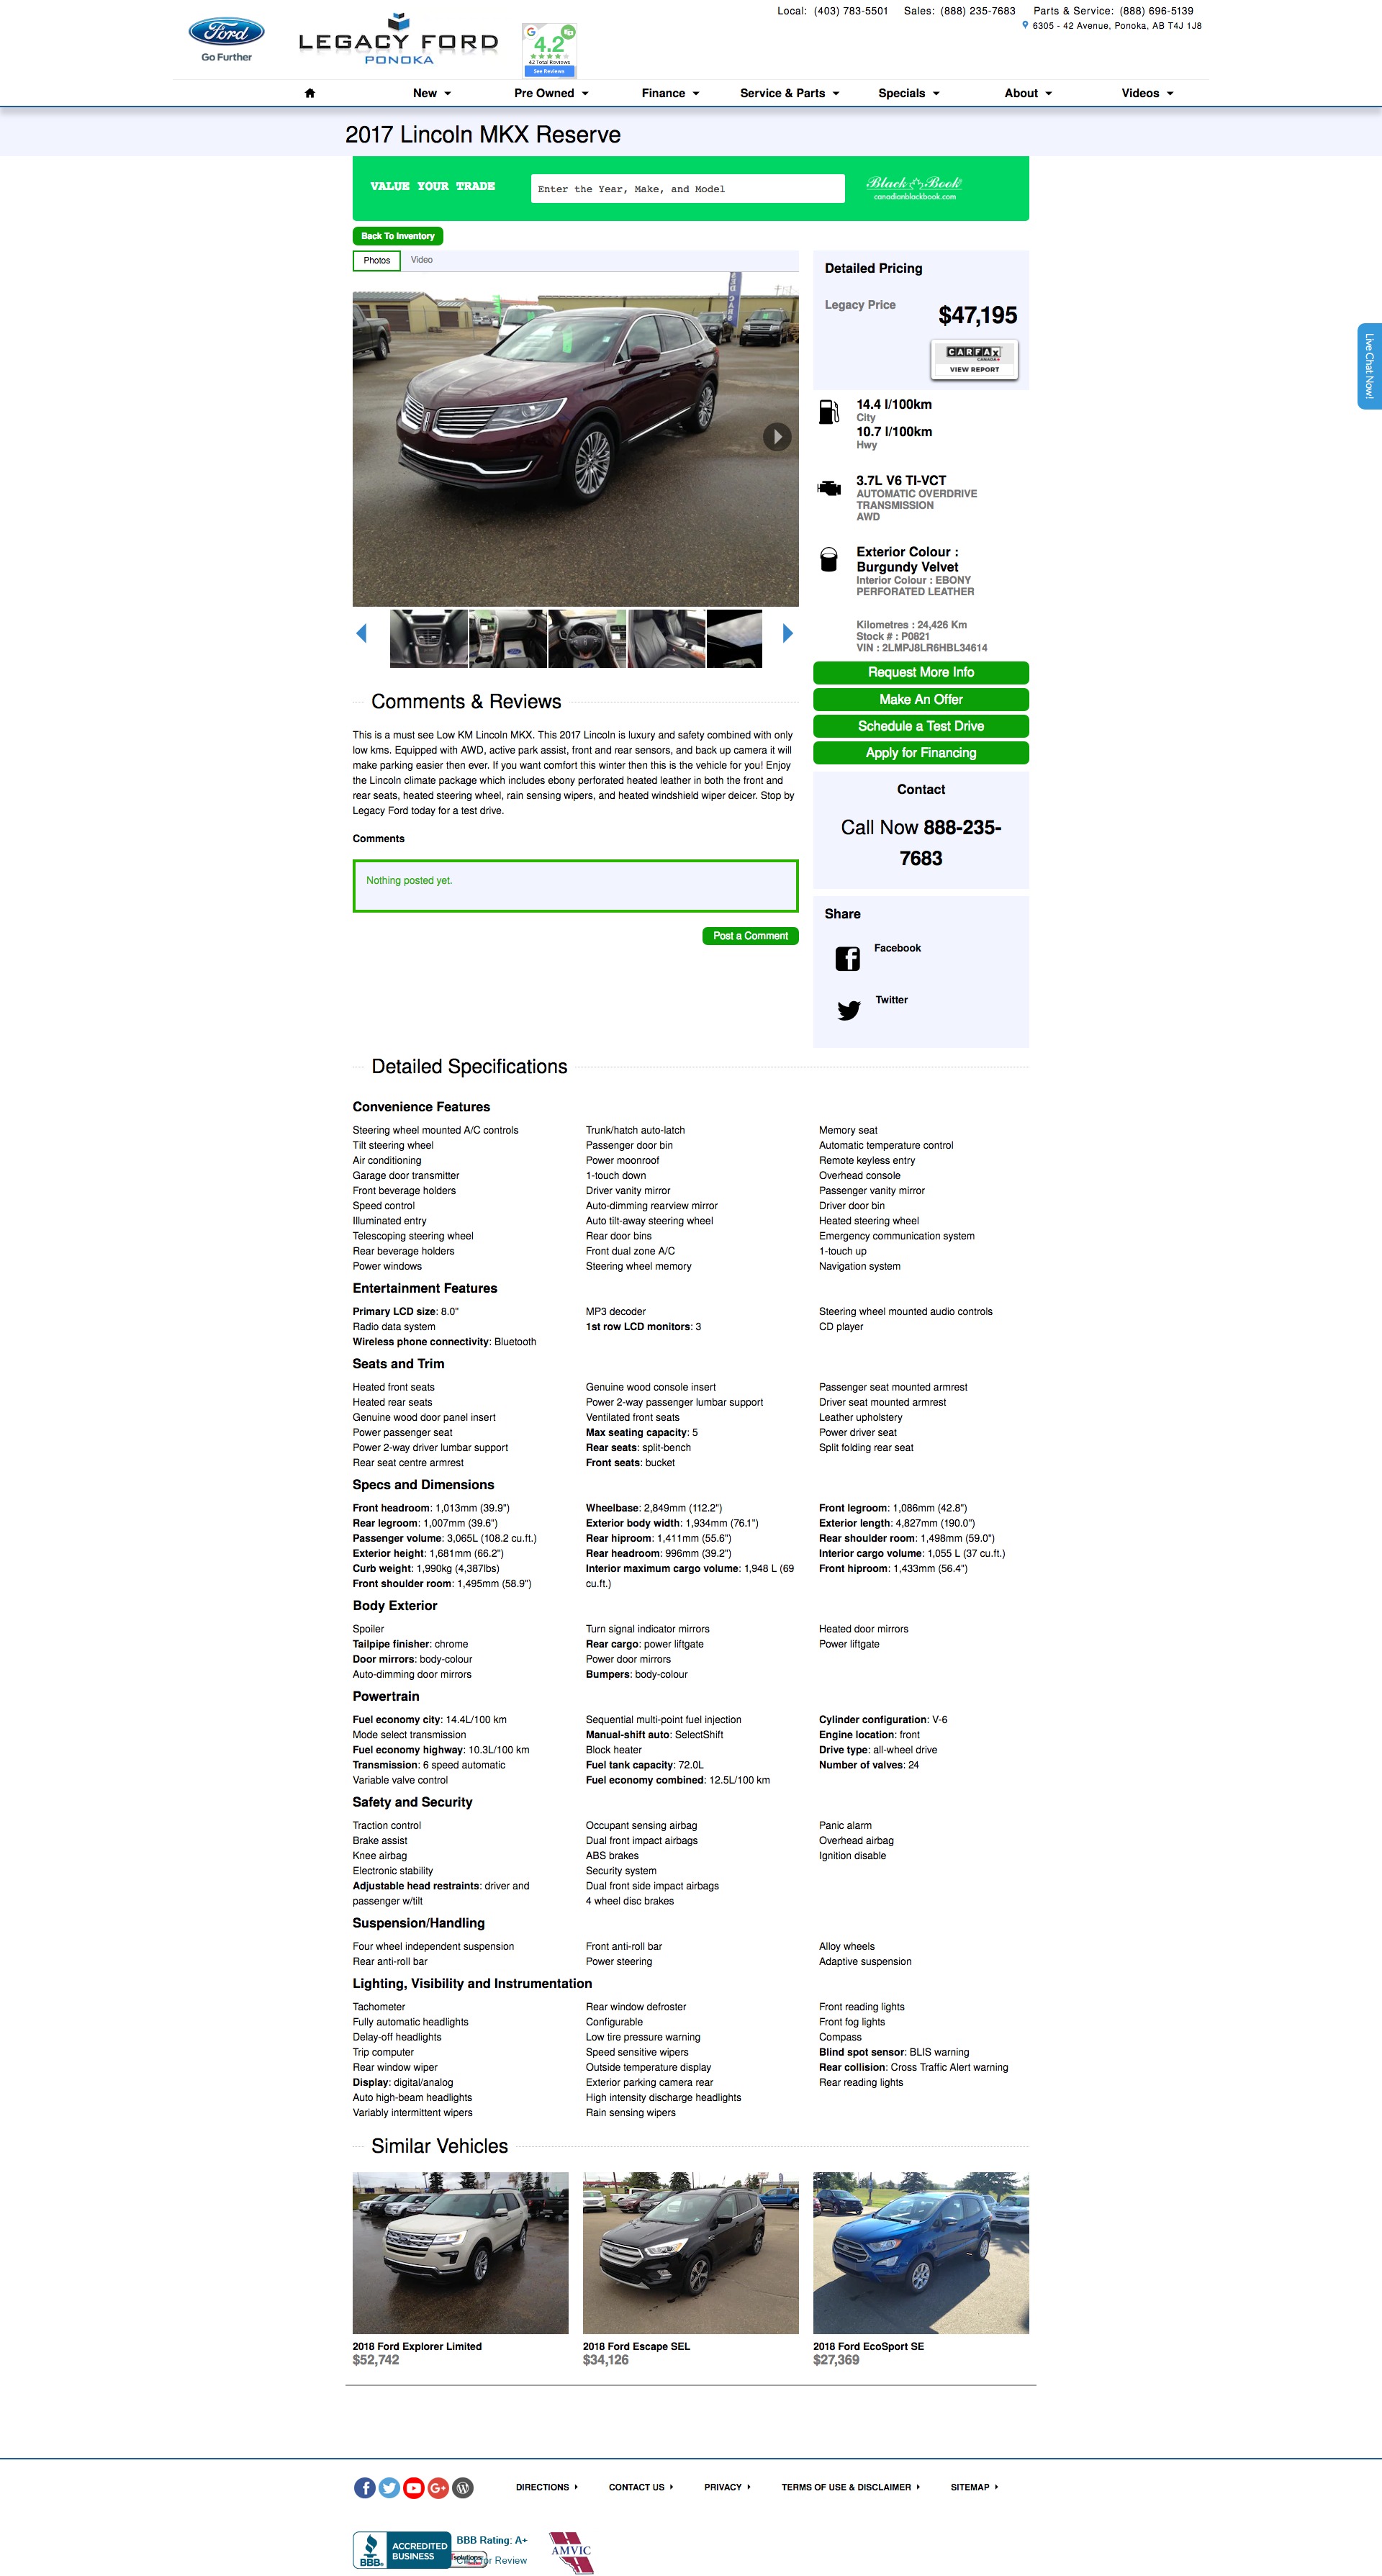 Local: (403) 783-5501 Sales: (888) 235-7683 Parts & Service: (888) 696-5139
6305 - 42 Avenue, Ponoka, AB T4J 1J8
Ford
Go Further
LEGACY FORD
PONOKA
G 4.2
42 Total Reviews
See Reviews
New Pre Owned Finance Service & Parts Specials About Videos
2017 Lincoln MKX Reserve
VALUE YOUR TRADE
Enter the Year, Make, and Model
Black Book
canadianblackbook.com
Back To Inventory
Photos Video
Detailed Pricing
Legacy Price
$47,195
CARFAX
CANADA
VIEW REPORT
Live Chat Now!
14.4 l/100km
City
10.7 l/100km
Hwy
3.7L V6 TI-VCT
AUTOMATIC OVERDRIVE
TRANSMISSION
AWD
Exterior Colour :
Burgundy Velvet
Interior Colour : EBONY
PERFORATED LEATHER
Kilometres : 24,426 Km
Stock # : P0821
VIN : 2LMPJ8LR6HBL34614
Request More Info
Make An Offer
Schedule a Test Drive
Apply for Financing
Contact
Call Now 888-235-
7683
Share
Facebook
Twitter
Comments & Reviews
This is a must see Low KM Lincoln MKX. This 2017 Lincoln is luxury and safety combined with only
low kms. Equipped with AWD, active park assist, front and rear sensors, and back up camera it will
make parking easier then ever. If you want comfort this winter then this is the vehicle for you! Enjoy
the Lincoln climate package which includes ebony perforated heated leather in both the front and
rear seats, heated steering wheel, rain sensing wipers, and heated windshield wiper deicer. Stop by
Legacy Ford today for a test drive.
Comments
Nothing posted yet.
Post a Comment
Detailed Specifications
Convenience Features
Steering wheel mounted A/C controls Trunk/hatch auto-latch Memory seat
Tilt steering wheel Passenger door bin Automatic temperature control
Air conditioning Power moonroof Remote keyless entry
Garage door transmitter 1-touch down Overhead console
Front beverage holders Driver vanity mirror Passenger vanity mirror
Speed control Auto-dimming rearview mirror Driver door bin
Illuminated entry Auto tilt-away steering wheel Heated steering wheel
Telescoping steering wheel Rear door bins Emergency communication system
Rear beverage holders Front dual zone A/C 1-touch up
Power windows Steering wheel memory Navigation system
Entertainment Features
Primary LCD size: 8.0" MP3 decoder Steering wheel mounted audio controls
Radio data system 1st row LCD monitors: 3 CD player
Wireless phone connectivity: Bluetooth
Seats and Trim
Heated front seats Genuine wood console insert Passenger seat mounted armrest
Heated rear seats Power 2-way passenger lumbar support Driver seat mounted armrest
Genuine wood door panel insert Ventilated front seats Leather upholstery
Power passenger seat Max seating capacity: 5 Power driver seat
Power 2-way driver lumbar support Rear seats: split-bench Split folding rear seat
Rear seat centre armrest Front seats: bucket
Specs and Dimensions
Front headroom: 1,013mm (39.9") Wheelbase: 2,849mm (112.2") Front legroom: 1,086mm (42.8")
Rear legroom: 1,007mm (39.6") Exterior body width: 1,934mm (76.1") Exterior length: 4,827mm (190.0")
Passenger volume: 3,065L (108.2 cu.ft.) Rear hiproom: 1,411mm (55.6") Rear shoulder room: 1,498mm (59.0")
Exterior height: 1,681mm (66.2") Rear headroom: 996mm (39.2") Interior cargo volume: 1,055 L (37 cu.ft.)
Curb weight: 1,990kg (4,387lbs) Interior maximum cargo volume: 1,948 L (69 Front hiproom: 1,433mm (56.4")
Front shoulder room: 1,495mm (58.9") cu.ft.)
Body Exterior
Spoiler Turn signal indicator mirrors Heated door mirrors
Tailpipe finisher: chrome Rear cargo: power liftgate Power liftgate
Door mirrors: body-colour Power door mirrors
Auto-dimming door mirrors Bumpers: body-colour
Powertrain
Fuel economy city: 14.4L/100 km Sequential multi-point fuel injection Cylinder configuration: V-6
Mode select transmission Manual-shift auto: SelectShift Engine location: front
Fuel economy highway: 10.3L/100 km Block heater Drive type: all-wheel drive
Transmission: 6 speed automatic Fuel tank capacity: 72.0L Number of valves: 24
Variable valve control Fuel economy combined: 12.5L/100 km
Safety and Security
Traction control Occupant sensing airbag Panic alarm
Brake assist Dual front impact airbags Overhead airbag
Knee airbag ABS brakes Ignition disable
Electronic stability Security system
Adjustable head restraints: driver and Dual front side impact airbags
passenger w/tilt 4 wheel disc brakes
Suspension/Handling
Four wheel independent suspension Front anti-roll bar Alloy wheels
Rear anti-roll bar Power steering Adaptive suspension
Lighting, Visibility and Instrumentation
Tachometer Rear window defroster Front reading lights
Fully automatic headlights Configurable Front fog lights
Delay-off headlights Low tire pressure warning Compass
Trip computer Speed sensitive wipers Blind spot sensor: BLIS warning
Rear window wiper Outside temperature display Rear collision: Cross Traffic Alert warning
Display: digital/analog Exterior parking camera rear Rear reading lights
Auto high-beam headlights High intensity discharge headlights
Variably intermittent wipers Rain sensing wipers
Similar Vehicles
2018 Ford Explorer Limited 2018 Ford Escape SEL 2018 Ford EcoSport SE
$52,742 $34,126 $27,369
DIRECTIONS CONTACT US PRIVACY TERMS OF USE & DISCLAIMER SITEMAP
BBB ACCREDITED BUSINESS
BBB Rating: A+
for Review
AMVIC